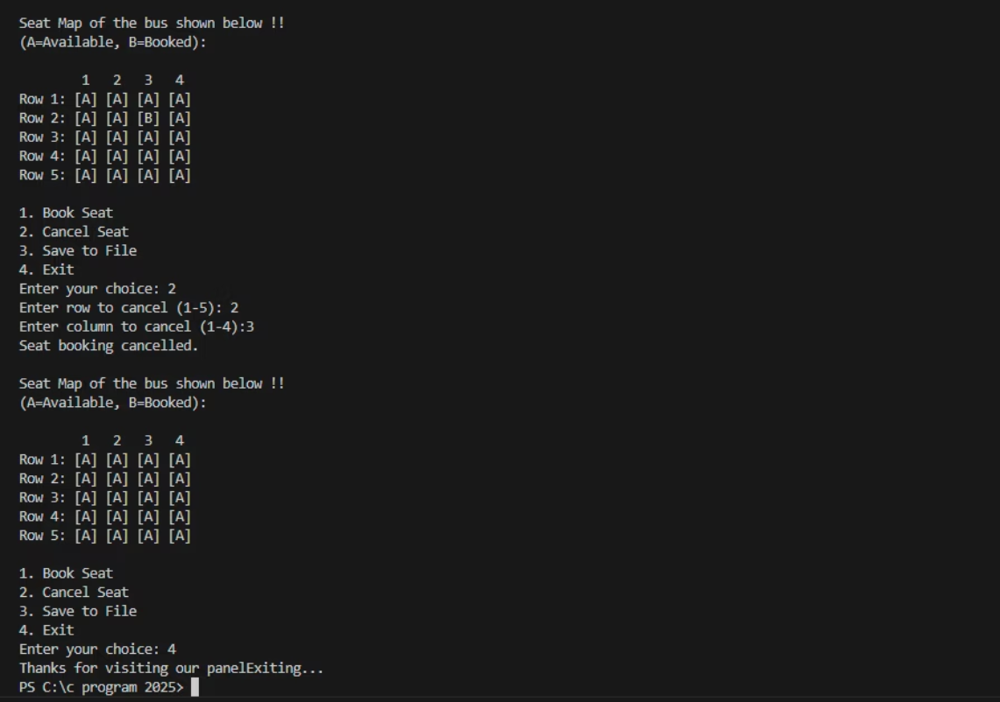 Seat Map of the bus shown below !!
(A=Available, B=Booked):
        1   2   3   4
Row 1: [A] [A] [A] [A]
Row 2: [A] [A] [B] [A]
Row 3: [A] [A] [A] [A]
Row 4: [A] [A] [A] [A]
Row 5: [A] [A] [A] [A]
1. Book Seat
2. Cancel Seat
3. Save to File
4. Exit
Enter your choice: 2
Enter row to cancel (1-5): 2
Enter column to cancel (1-4):3
Seat booking cancelled.
Seat Map of the bus shown below !!
(A=Available, B=Booked):
        1   2   3   4
Row 1: [A] [A] [A] [A]
Row 2: [A] [A] [A] [A]
Row 3: [A] [A] [A] [A]
Row 4: [A] [A] [A] [A]
Row 5: [A] [A] [A] [A]
1. Book Seat
2. Cancel Seat
3. Save to File
4. Exit
Enter your choice: 4
Thanks for visiting our panelExiting...
PS C:\c program 2025>